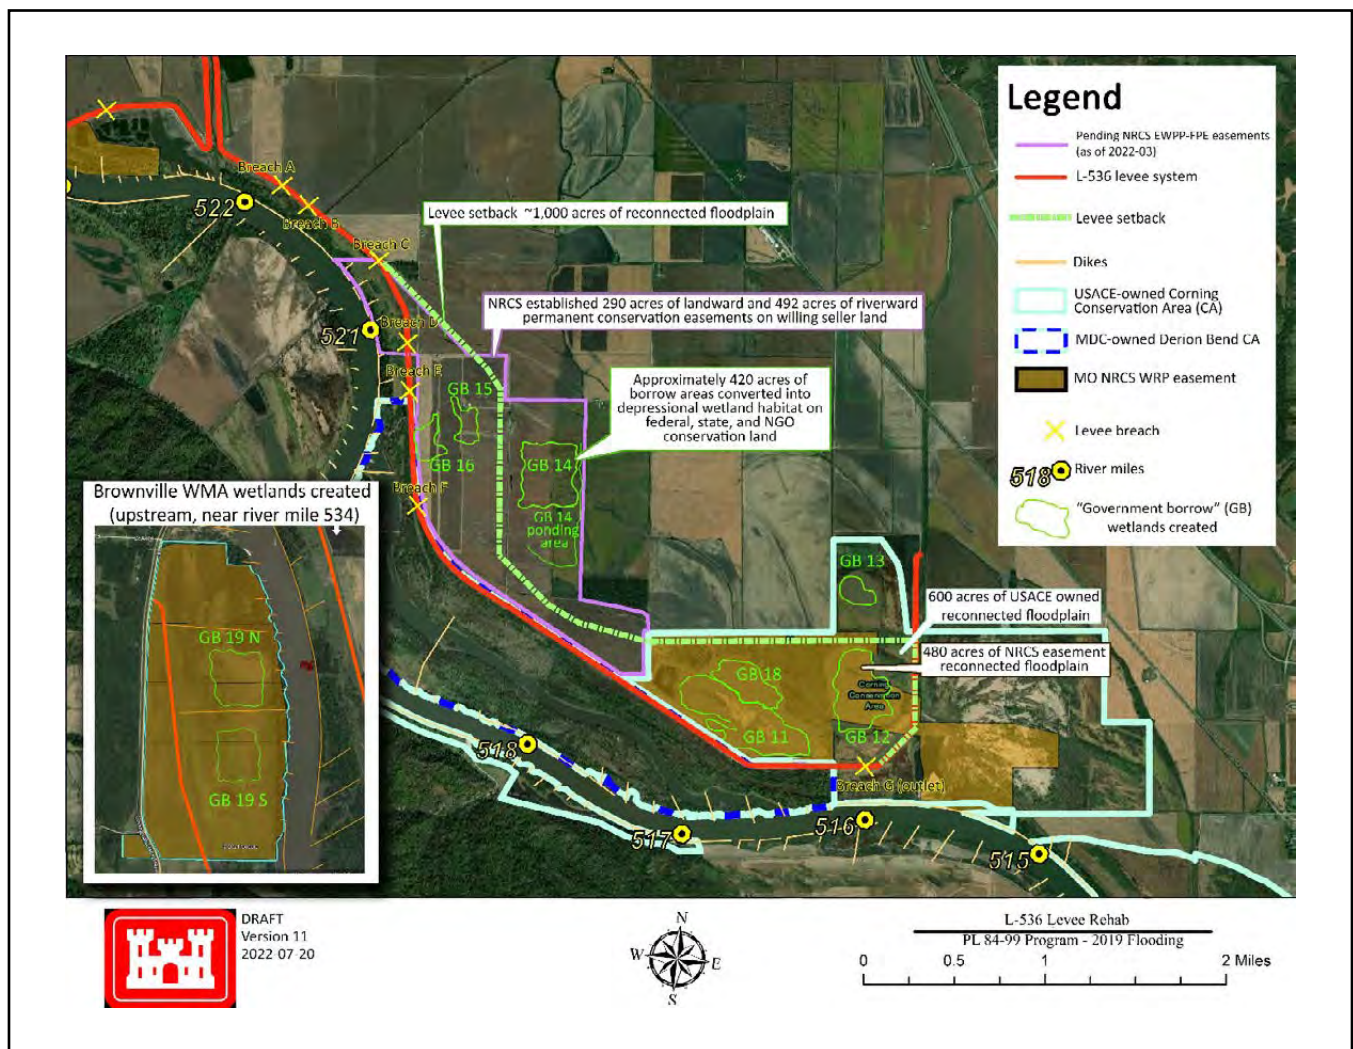 Legend
Pending NRCS EWPP-FPE easements
(as of 2022-03)
L-536 levee system
Levee setback
Dikes
USACE-owned Corning
Conservation Area (CA)
MDC-owned Derion Bend CA
MO NRCS WRP easement
Levee breach
518
River miles
"Government borrow" (GB)
wetlands created
Breach A
522
Breach B
Breach C
Levee setback ~1,000 acres of reconnected floodplain
NRCS established 290 acres of landward and 492 acres of riverward
permanent conservation easements on willing seller land
521
Breach D
Breach E
GB 15
Approximately 420 acres of
borrow areas converted into
depressional wetland habitat on
federal, state, and NGO
conservation land
GB 16
GB 14
Breach F
GB 14
ponding
area
Brownville WMA wetlands created
(upstream, near river mile 534)
GB 19 N
GB 19 S
GB 13
600 acres of USACE owned
reconnected floodplain
480 acres of NRCS easement
reconnected floodplain
GB 18
Corning
Conservation
Area
GB 11
GB 12
Breach G (outlet)
518
517
516
515
DRAFT
Version 11
2022-07-20
N
W
E
S
L-536 Levee Rehab
PL 84-99 Program - 2019 Flooding
0 0.5 1 2 Miles